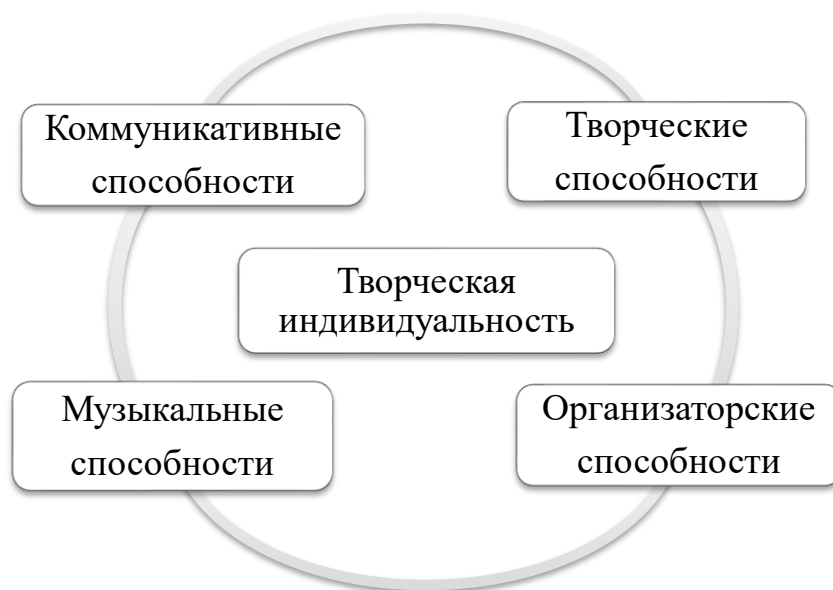 Коммуникативные
способности
Творческие
способности
Творческая
индивидуальность
Музыкальные
способности
Организаторские
способности